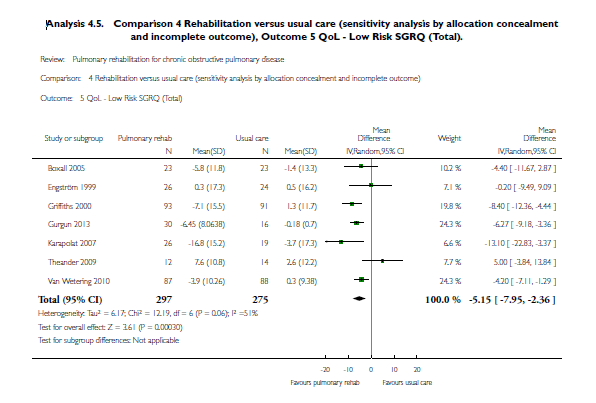 Analysis 4.5. Comparison 4 Rehabilitation versus usual care (sensitivity analysis by allocation concealment
and incomplete outcome), Outcome 5 QoL - Low Risk SGRQ (Total).
Review: Pulmonary rehabilitation for chronic obstructive pulmonary disease
Comparison: 4 Rehabilitation versus usual care (sensitivity analysis by allocation concealment and incomplete outcome)
Outcome: 5 QoL - Low Risk SGRQ (Total)
Mean Mean
Study or subgroup Pulmonary rehab Usual care Difference Weight Difference
N Mean(SD) N Mean(SD) IV,Random,95% CI IV,Random,95% CI
Boxall 2005 23 -5.8 (11.8) 23 -1.4 (13.3) 10.2 % -4.40 [ -11.67, 2.87 ]
Engström 1999 26 0.3 (17.3) 24 0.5 (16.2) 7.1 % -0.20 [ -9.49, 9.09 ]
Griffiths 2000 93 -7.1 (15.5) 91 1.3 (11.7) 19.8 % -8.40 [ -12.36, -4.44 ]
Gurgun 2013 30 -6.45 (8.0638) 16 -0.18 (0.7) 24.3 % -6.27 [ -9.18, -3.36 ]
Karapolat 2007 26 -16.8 (15.2) 19 -3.7 (17.3) 6.6 % -13.10 [ -22.83, -3.37 ]
Theander 2009 12 7.6 (10.8) 14 2.6 (12.2) 7.7 % 5.00 [ -3.84, 13.84 ]
Van Wetering 2010 87 -3.9 (10.26) 88 0.3 (9.38) 24.3 % -4.20 [ -7.11, -1.29 ]
Total (95% CI) 297 275 100.0 % -5.15 [ -7.95, -2.36 ]
Heterogeneity: Tau² = 6.17; Chi² = 12.19, df = 6 (P = 0.06); I² =51%
Test for overall effect: Z = 3.61 (P = 0.00030)
Test for subgroup differences: Not applicable
-20 -10 0 10 20
Favours pulmonary rehab Favours usual care